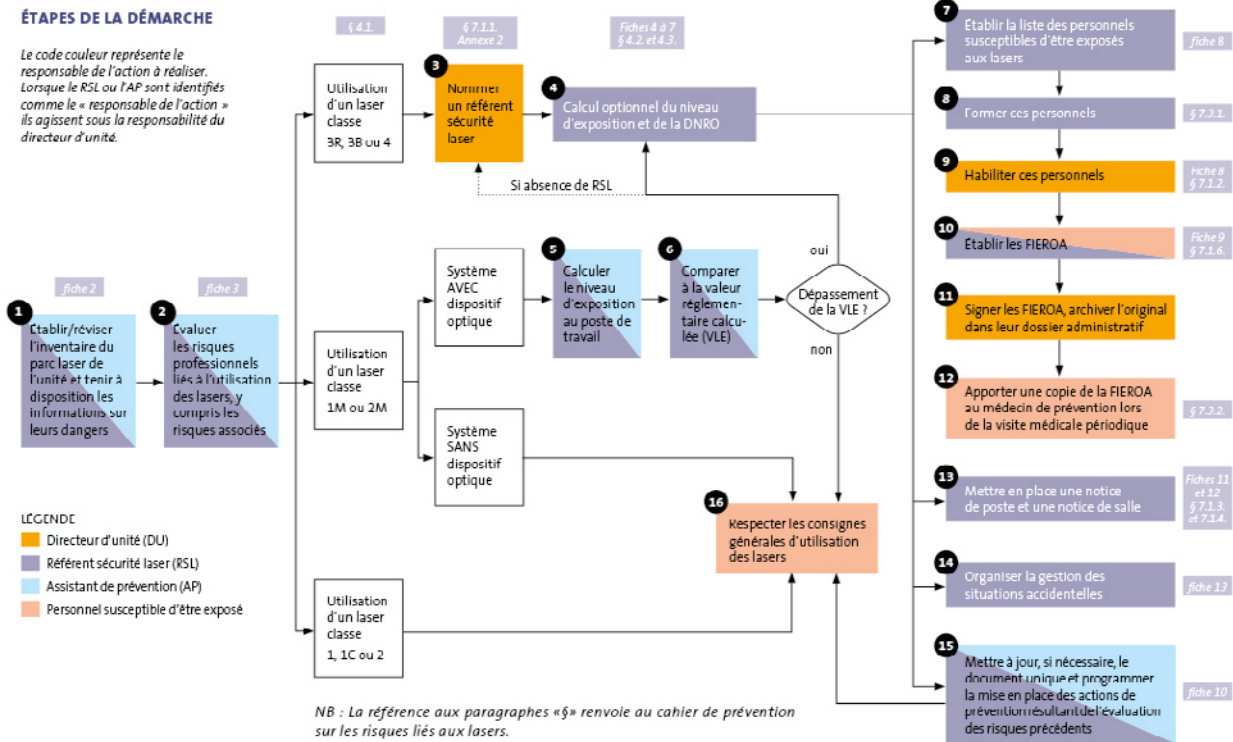 ÉTAPES DE LA DÉMARCHE
Le code couleur représente le
responsable de l'action à réaliser.
Lorsque le RSL ou l'AP sont identifiés
comme le « responsable de l'action »
ils agissent sous la responsabilité du
directeur d'unité.
fiche 2
1
Établir/réviser
l'inventaire du
parc laser de
l'unité et tenir à
disposition les
informations sur
leurs dangers
fiche 3
2
Évaluer
les risques
professionnels
liés à l'utilisation
des lasers, y
compris les
risques associés
§ 4.1.
Utilisation
d'un laser
classe
3R, 3B ou 4
§ 7.1.1.
Annexe 2
3
Nommer
un référent
sécurité
laser
Fiches 4 à 7
§ 4.2. et 4.3.
4
Calcul optionnel du niveau
d'exposition et de la DNRO
Si absence de RSL
Utilisation
d'un laser
classe
1M ou 2M
Système
AVEC
dispositif
optique
5
Calculer
le niveau
d'exposition
au poste de
travail
6
Comparer
à la valeur
réglemen-
taire calcu-
lée (VLE)
oui
Dépassement
de la VLE ?
non
Système
SANS
dispositif
optique
Utilisation
d'un laser
classe
1, 1C ou 2
16
Respecter les consignes
générales d'utilisation
des lasers
7
Établir la liste des personnels
susceptibles d'être exposés
aux lasers
fiche 8
8
Former ces personnels
§ 7.3.1.
9
Habiliter ces personnels
Fiche 8
§ 7.1.2.
10
Établir les FIEROA
Fiche 9
§ 7.1.6.
11
Signer les FIEROA, archiver l'original
dans leur dossier administratif
12
Apporter une copie de la FIEROA
au médecin de prévention lors
de la visite médicale périodique
§ 7.3.2.
13
Mettre en place une notice
de poste et une notice de salle
Fiches 11
et 12
§ 7.1.3.
et 7.1.4.
14
Organiser la gestion des
situations accidentelles
fiche 13
15
Mettre à jour, si nécessaire, le
document unique et programmer
la mise en place des actions de
prévention résultant de l'évaluation
des risques précédents
fiche 10
LÉGENDE
Directeur d'unité (DU)
Référent sécurité laser (RSL)
Assistant de prévention (AP)
Personnel susceptible d'être exposé
NB : La référence aux paragraphes «§» renvoie au cahier de prévention
sur les risques liés aux lasers.